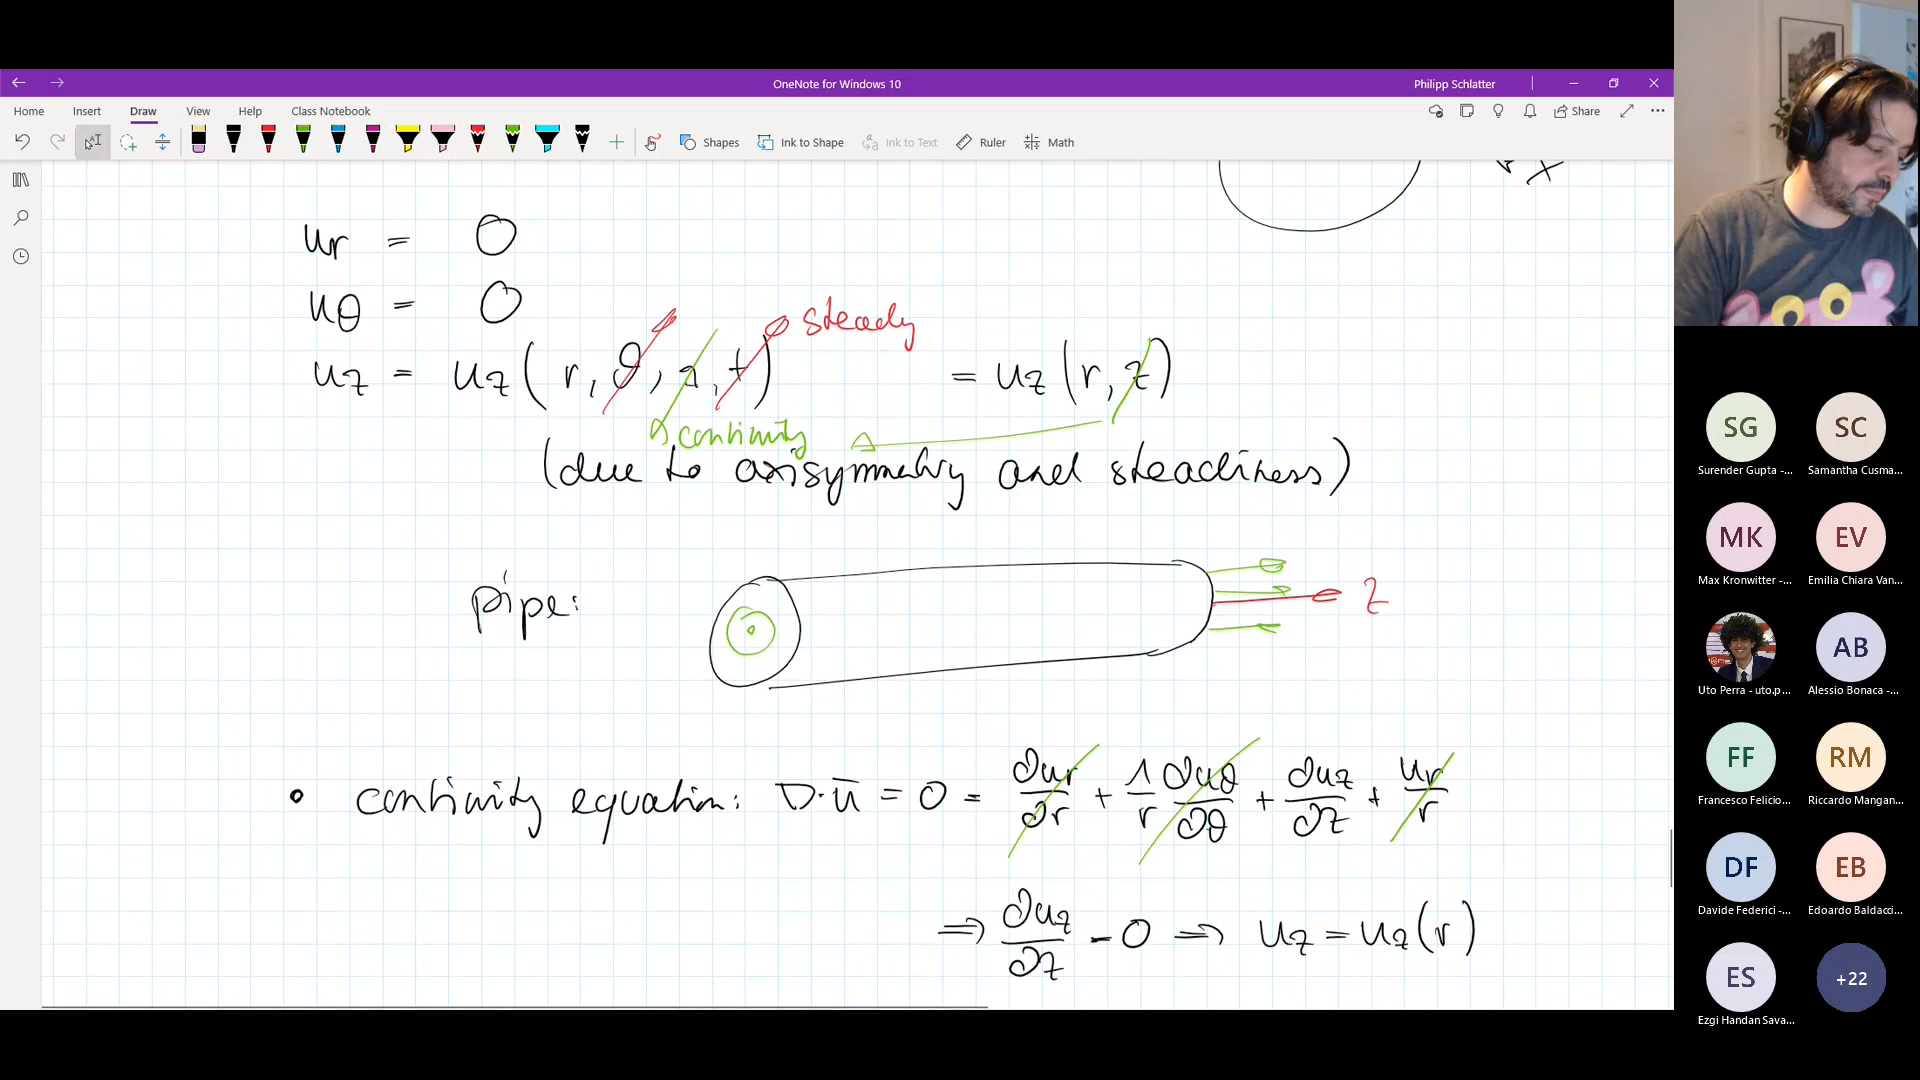 OneNote for Windows 10
Philipp Schlatter
Home Insert Draw View Help Class Notebook
Share
Shapes Ink to Shape Ink to Text Ruler Math
x
ur = 0
uθ = 0
steady
uz = uz(r, θ, z, t) = uz(r, z)
continuity
(due to axisymmetry and steadiness)
pipe:
z
• continuity equation: ∇·ū = 0 = ∂ur/∂r + 1/r ∂uθ/∂θ + ∂uz/∂z + ur/r
⇒ ∂uz/∂z = 0 ⇒ uz = uz(r)
SG SC
Surender Gupta -... Samantha Cusma...
MK EV
Max Kronwitter -... Emilia Chiara Van...
AB
Uto Perra - uto.p... Alessio Bonaca -...
FF RM
Francesco Felicio... Riccardo Mangan...
DF EB
Davide Federici -... Edoardo Baldacci...
ES +22
Ezgi Handan Sava...